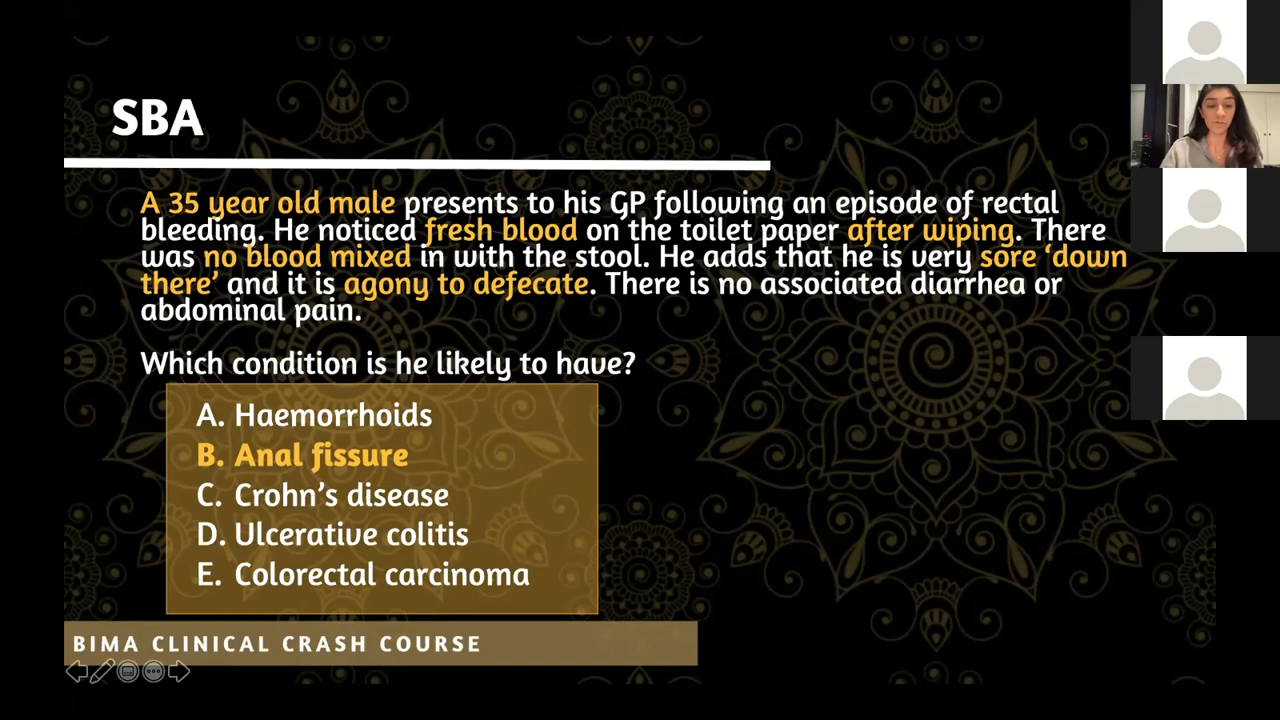 SBA
A 35 year old male presents to his GP following an episode of rectal
bleeding. He noticed fresh blood on the toilet paper after wiping. There
was no blood mixed in with the stool. He adds that he is very sore ‘down
there’ and it is agony to defecate. There is no associated diarrhea or
abdominal pain.
Which condition is he likely to have?
A. Haemorrhoids
B. Anal fissure
C. Crohn’s disease
D. Ulcerative colitis
E. Colorectal carcinoma
BIMA CLINICAL CRASH COURSE